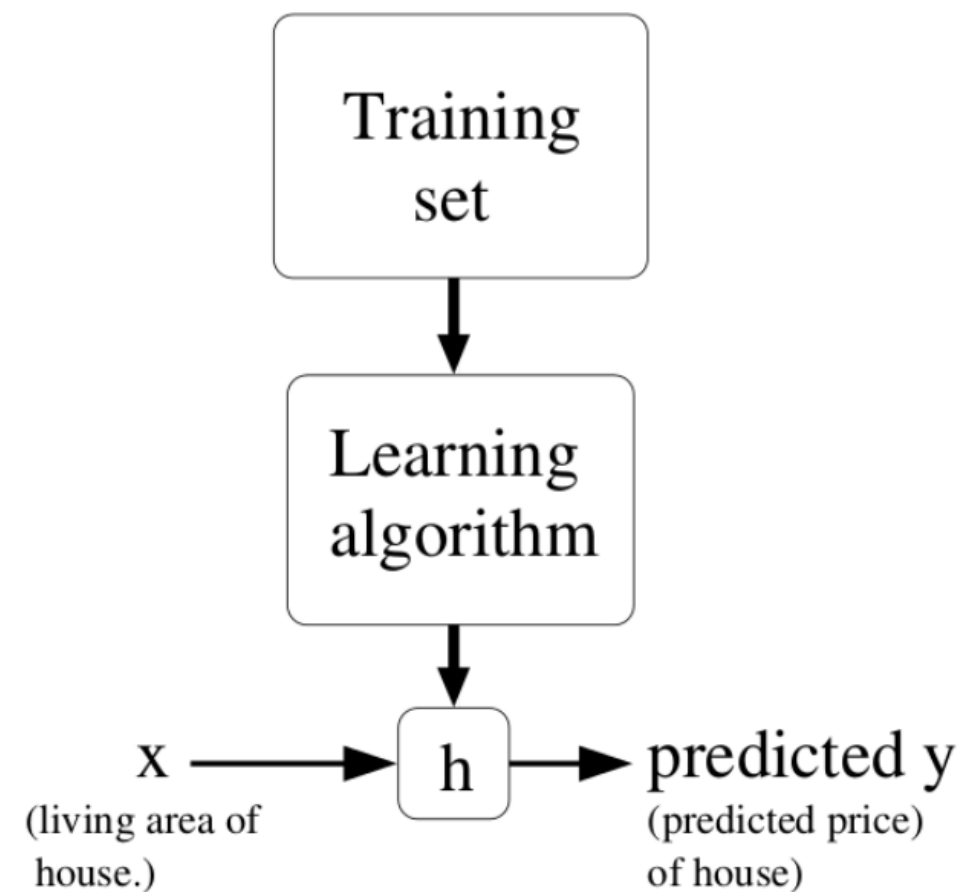 Training
set
Learning
algorithm
x
h
predicted y
(living area of
house.)
(predicted price)
of house)